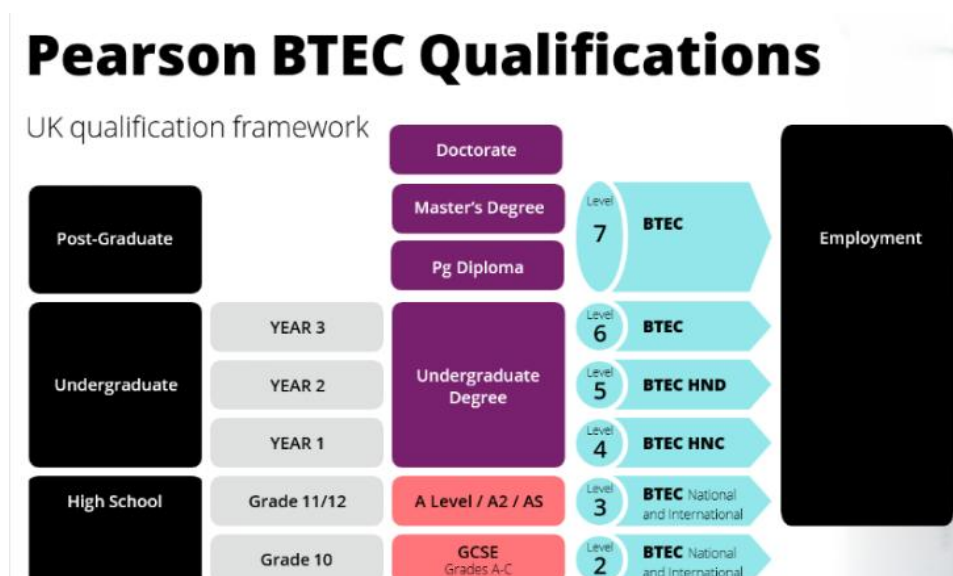 Pearson BTEC Qualifications
UK qualification framework
Doctorate
Post-Graduate
Master's Degree
Pg Diploma
Level
7
BTEC
Employment
Undergraduate
YEAR 3
Undergraduate
Degree
Level
6
BTEC
YEAR 2
Level
5
BTEC HND
YEAR 1
Level
4
BTEC HNC
High School
Grade 11/12
A Level / A2 / AS
Level
3
BTEC National
and International
Grade 10
GCSE
Grades A-C
Level
2
BTEC National
and International